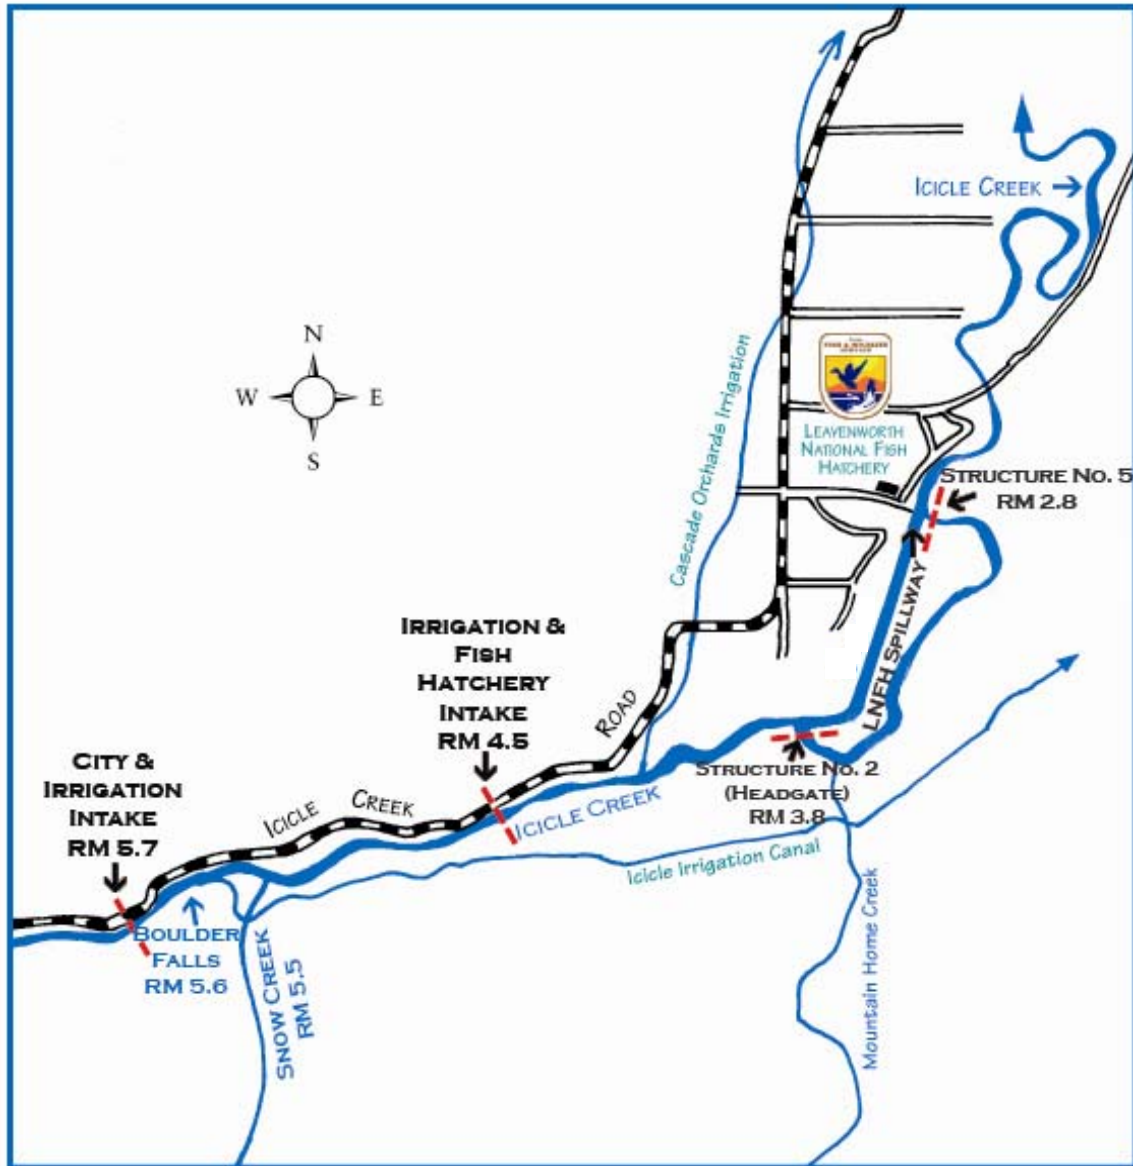 ICICLE CREEK
N
W
E
S
Cascade Orchards Irrigation
FISH & WILDLIFE
SERVICE
LEAVENWORTH
NATIONAL FISH
HATCHERY
STRUCTURE NO. 5
RM 2.8
LNFH SPILLWAY
IRRIGATION &
FISH
HATCHERY
INTAKE
RM 4.5
ROAD
CITY &
IRRIGATION
INTAKE
RM 5.7
ICICLE
CREEK
ICICLE CREEK
STRUCTURE NO. 2
(HEADGATE)
RM 3.8
Icicle Irrigation Canal
BOULDER
FALLS
RM 5.6
SNOW CREEK
RM 5.5
Mountain Home Creek